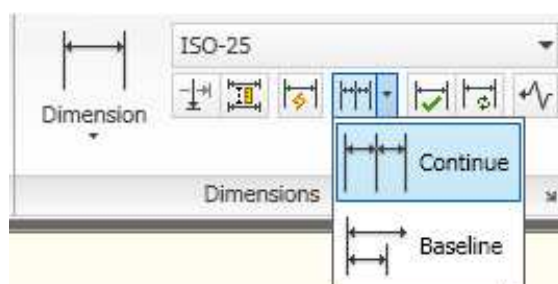 ISO-25
Dimension
Continue
Dimensions
Baseline